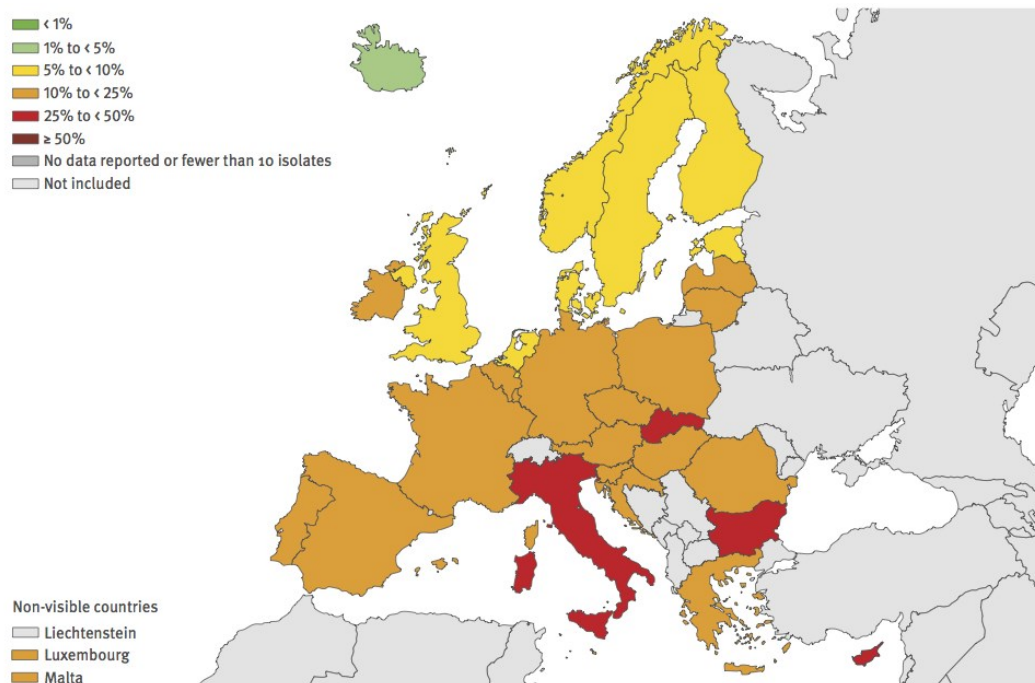 < 1%
1% to < 5%
5% to < 10%
10% to < 25%
25% to < 50%
≥ 50%
No data reported or fewer than 10 isolates
Not included
Non-visible countries
Liechtenstein
Luxembourg
Malta